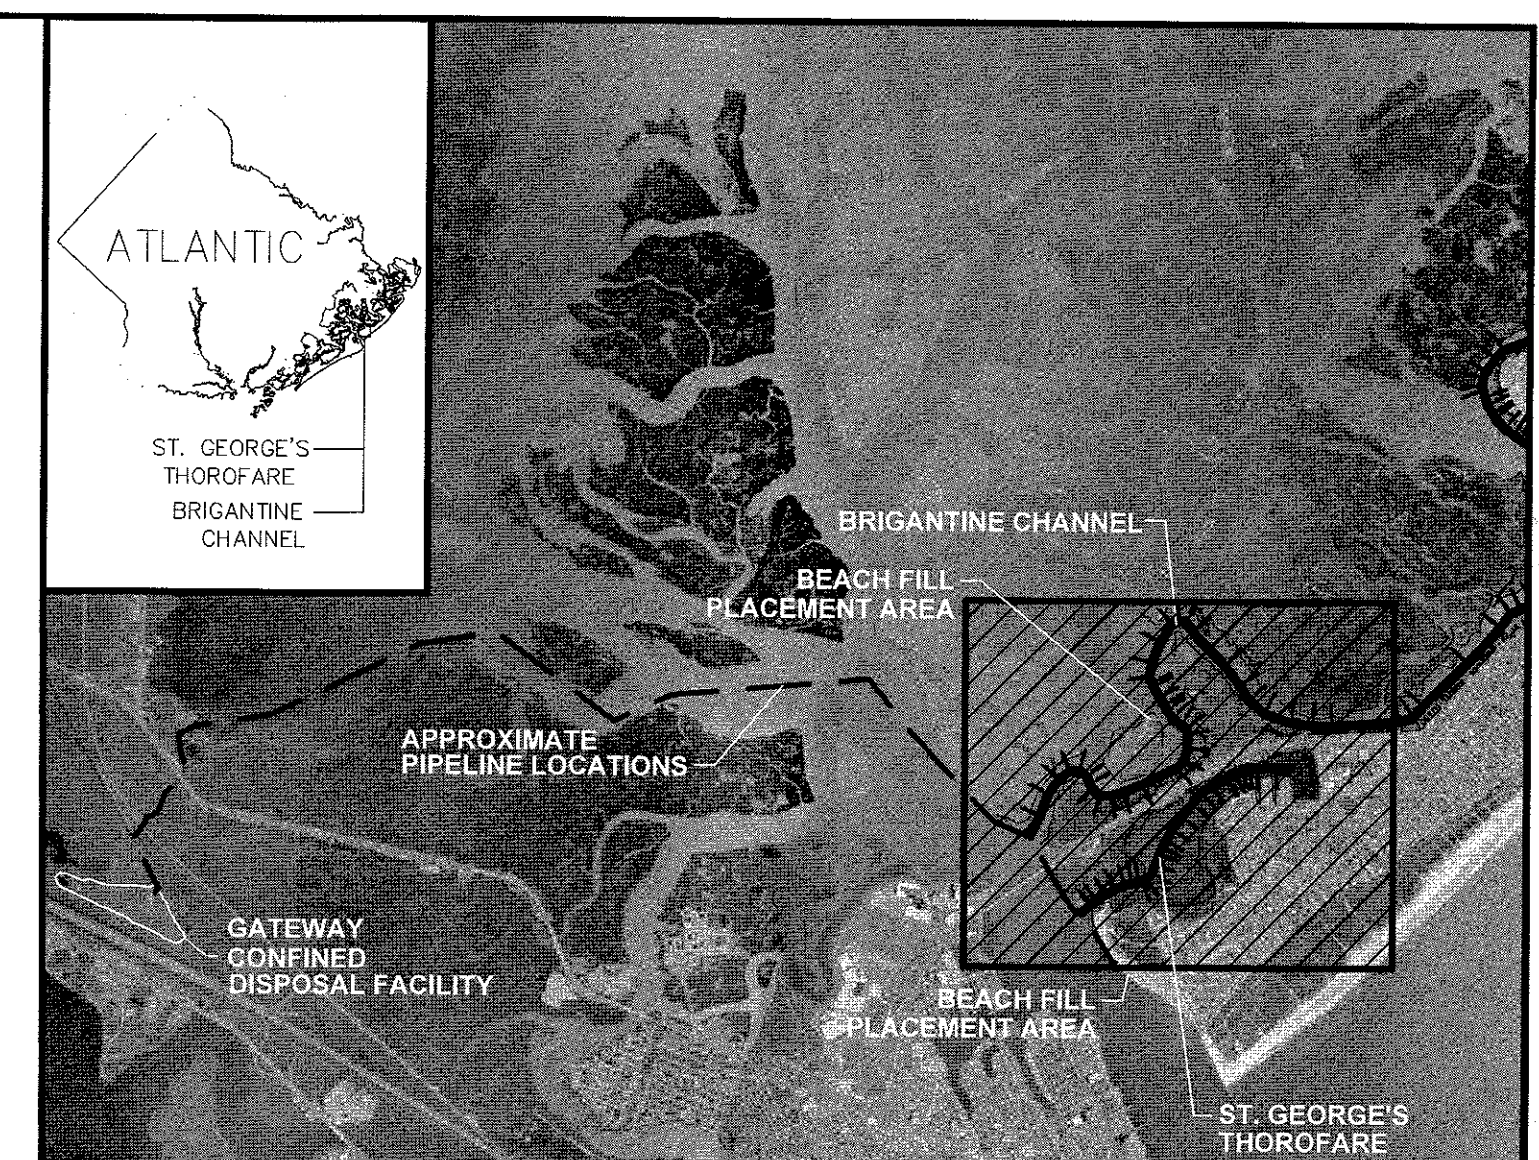 ATLANTIC
ST. GEORGE'S
THOROFARE
BRIGANTINE
CHANNEL
BRIGANTINE CHANNEL
BEACH FILL
PLACEMENT AREA
APPROXIMATE
PIPELINE LOCATIONS
GATEWAY
CONFINED
DISPOSAL FACILITY
BEACH FILL
PLACEMENT AREA
ST. GEORGE'S
THOROFARE